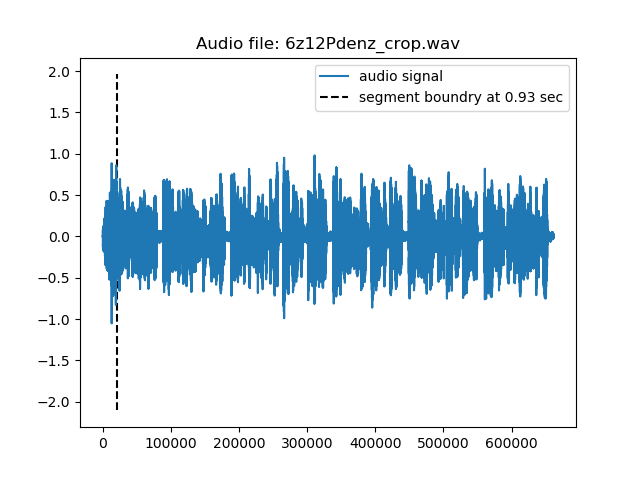 Audio file: 6z12Pdenz_crop.wav
audio signal
segment boundry at 0.93 sec
2.0
1.5
1.0
0.5
0.0
−0.5
−1.0
−1.5
−2.0
0 100000 200000 300000 400000 500000 600000